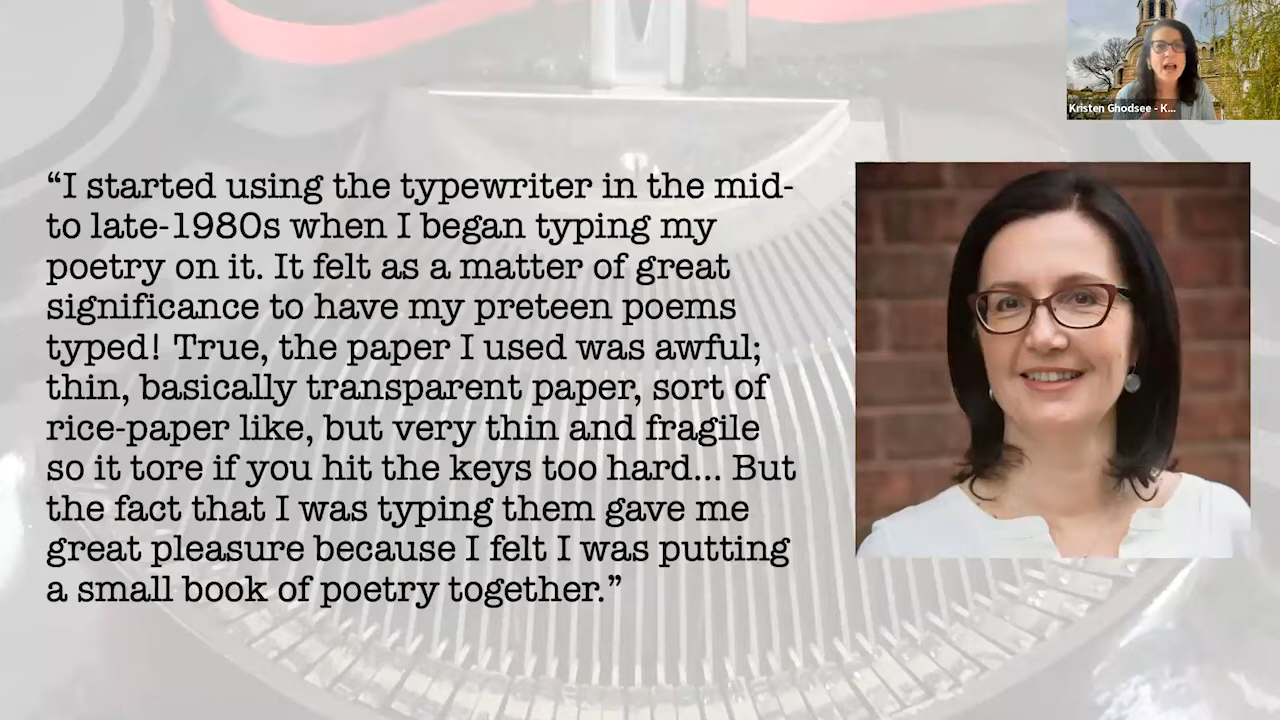 Kristen Ghodsee - K...
“I started using the typewriter in the mid-
to late-1980s when I began typing my
poetry on it. It felt as a matter of great
significance to have my preteen poems
typed! True, the paper I used was awful;
thin, basically transparent paper, sort of
rice-paper like, but very thin and fragile
so it tore if you hit the keys too hard... But
the fact that I was typing them gave me
great pleasure because I felt I was putting
a small book of poetry together.”